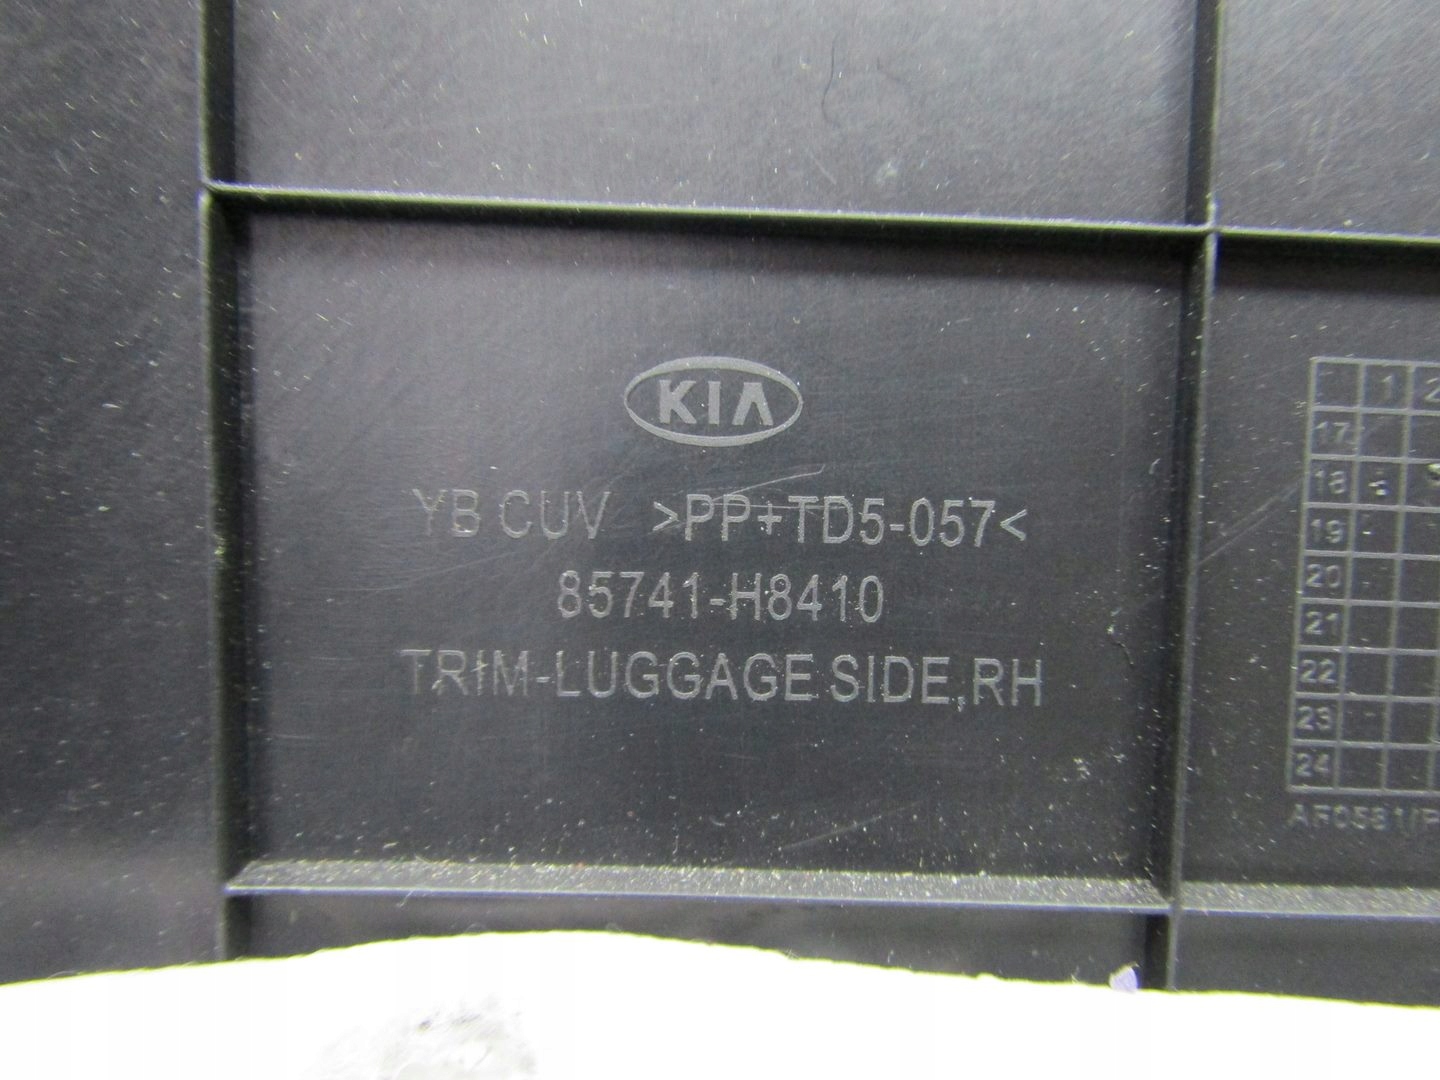 KIA
YB CUV >PP+TD5-057<
85741-H8410
TRIM-LUGGAGE SIDE,RH
1 2
17
18
19
20
21
22
23
24